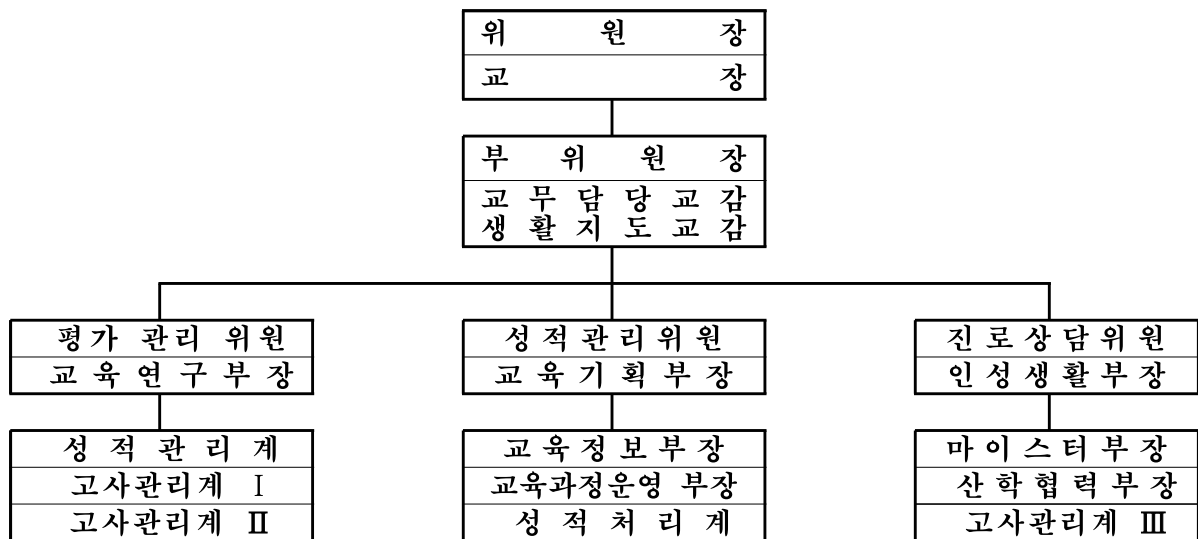 위 원 장
교 장
부 위 원 장
교 무 담 당 교 감
생 활 지 도 교 감
평가 관리 위원
교 육 연 구 부 장
성 적 관 리 위 원
교 육 기 획 부 장
진 로 상 담 위 원
인 성 생 활 부 장
성 적 관 리 계
고사관리계 Ⅰ
고사관리계 Ⅱ
교 육 정 보 부 장
교육과정운영 부장
성 적 처 리 계
마 이 스 터 부 장
산 학 협 력 부 장
고사관리계 Ⅲ